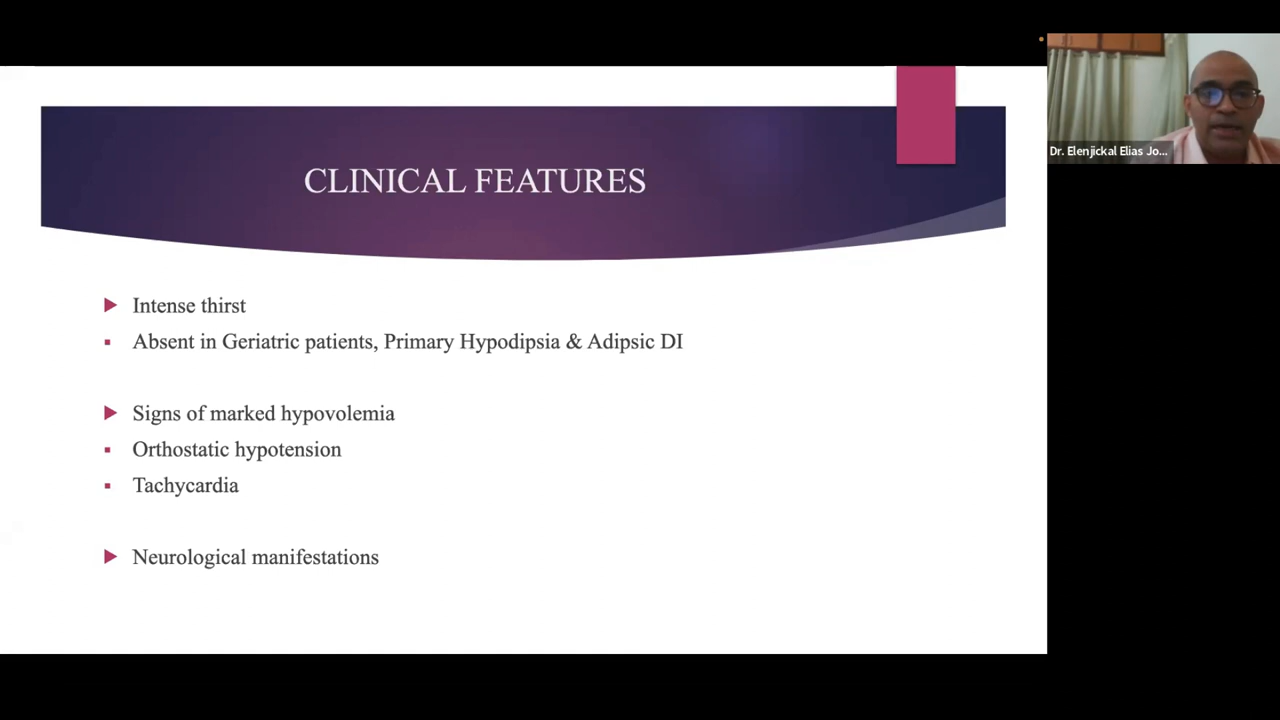 CLINICAL FEATURES
Intense thirst
Absent in Geriatric patients, Primary Hypodipsia & Adipsic DI
Signs of marked hypovolemia
Orthostatic hypotension
Tachycardia
Neurological manifestations
Dr. Elenjickal Elias Jo...